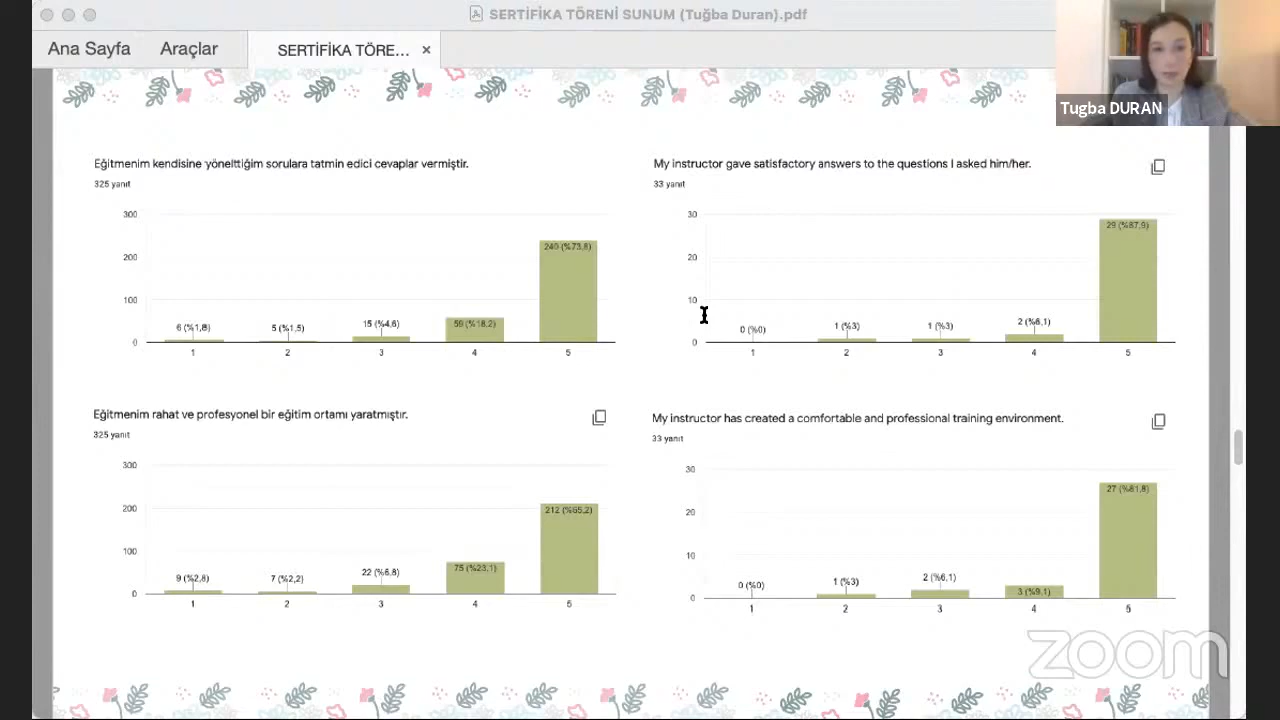 SERTİFİKA TÖRENİ SUNUM (Tuğba Duran).pdf
Ana Sayfa Araçlar SERTİFİKA TÖRE... ×
Tugba DURAN
Eğitmenim kendisine yönelttiğim sorulara tatmin edici cevaplar vermiştir.
325 yanıt
300
200
100
0
6 (%1,8)
5 (%1,5)
15 (%4,6)
59 (%18,2)
240 (%73,8)
1 2 3 4 5
My instructor gave satisfactory answers to the questions I asked him/her.
33 yanıt
30
20
10
0
0 (%0)
1 (%3)
1 (%3)
2 (%6,1)
29 (%87,9)
1 2 3 4 5
Eğitmenim rahat ve profesyonel bir eğitim ortamı yaratmıştır.
325 yanıt
300
200
100
0
9 (%2,8)
7 (%2,2)
22 (%6,8)
75 (%23,1)
212 (%65,2)
1 2 3 4 5
My instructor has created a comfortable and professional training environment.
33 yanıt
30
20
10
0
0 (%0)
1 (%3)
2 (%6,1)
3 (%9,1)
27 (%81,8)
1 2 3 4 5
zoom